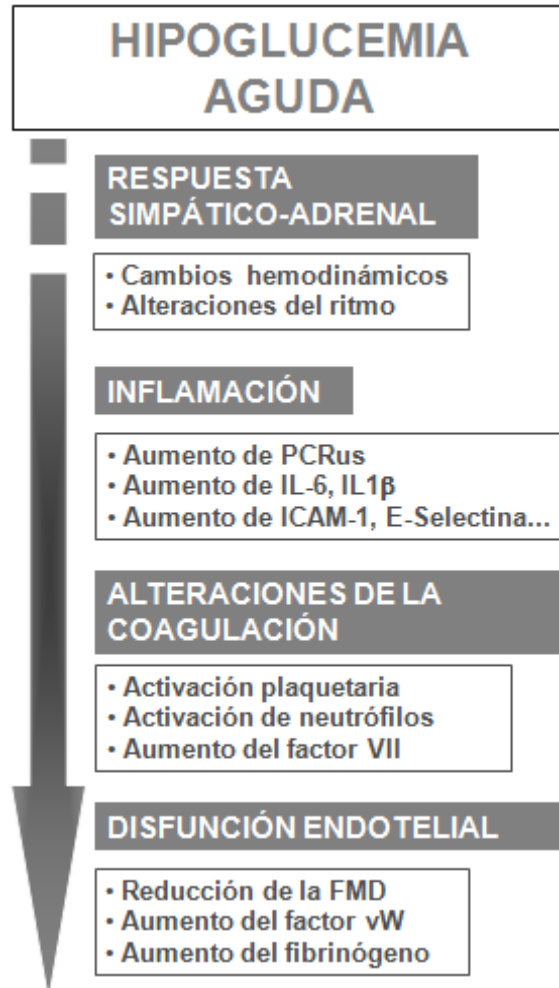 HIPOGLUCEMIA
AGUDA
RESPUESTA
SIMPÁTICO-ADRENAL
• Cambios hemodinámicos
• Alteraciones del ritmo
INFLAMACIÓN
• Aumento de PCRus
• Aumento de IL-6, IL1β
• Aumento de ICAM-1, E-Selectina...
ALTERACIONES DE LA
COAGULACIÓN
• Activación plaquetaria
• Activación de neutrófilos
• Aumento del factor VII
DISFUNCIÓN ENDOTELIAL
• Reducción de la FMD
• Aumento del factor vW
• Aumento del fibrinógeno